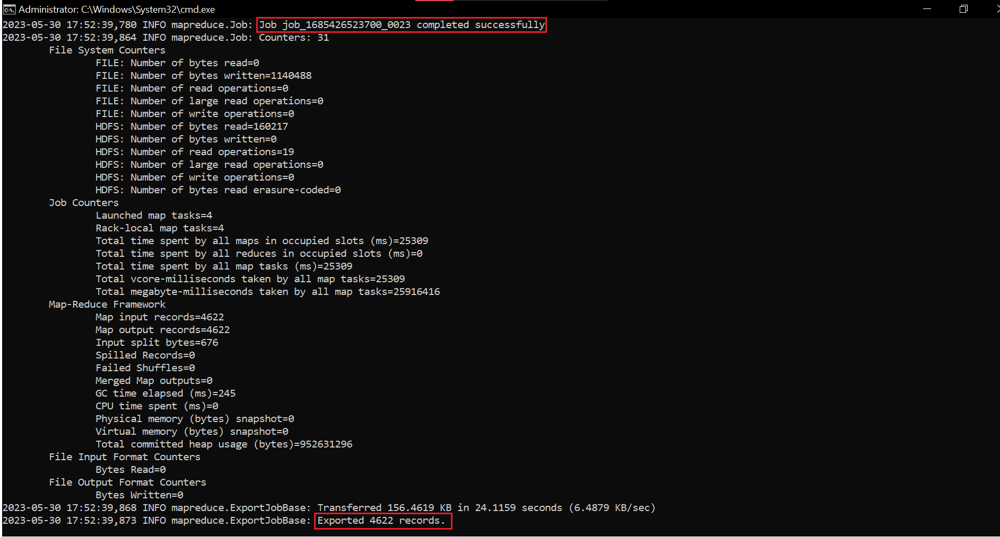 Administrator: C:\Windows\System32\cmd.exe
2023-05-30 17:52:39,780 INFO mapreduce.Job: Job job_1685426523700_0023 completed successfully
2023-05-30 17:52:39,864 INFO mapreduce.Job: Counters: 31
File System Counters
FILE: Number of bytes read=0
FILE: Number of bytes written=1140488
FILE: Number of read operations=0
FILE: Number of large read operations=0
FILE: Number of write operations=0
HDFS: Number of bytes read=160217
HDFS: Number of bytes written=0
HDFS: Number of read operations=19
HDFS: Number of large read operations=0
HDFS: Number of write operations=0
HDFS: Number of bytes read erasure-coded=0
Job Counters
Launched map tasks=4
Rack-local map tasks=4
Total time spent by all maps in occupied slots (ms)=25309
Total time spent by all reduces in occupied slots (ms)=0
Total time spent by all map tasks (ms)=25309
Total vcore-milliseconds taken by all map tasks=25309
Total megabyte-milliseconds taken by all map tasks=25916416
Map-Reduce Framework
Map input records=4622
Map output records=4622
Input split bytes=676
Spilled Records=0
Failed Shuffles=0
Merged Map outputs=0
GC time elapsed (ms)=245
CPU time spent (ms)=0
Physical memory (bytes) snapshot=0
Virtual memory (bytes) snapshot=0
Total committed heap usage (bytes)=952631296
File Input Format Counters
Bytes Read=0
File Output Format Counters
Bytes Written=0
2023-05-30 17:52:39,868 INFO mapreduce.ExportJobBase: Transferred 156.4619 KB in 24.1159 seconds (6.4879 KB/sec)
2023-05-30 17:52:39,873 INFO mapreduce.ExportJobBase: Exported 4622 records.